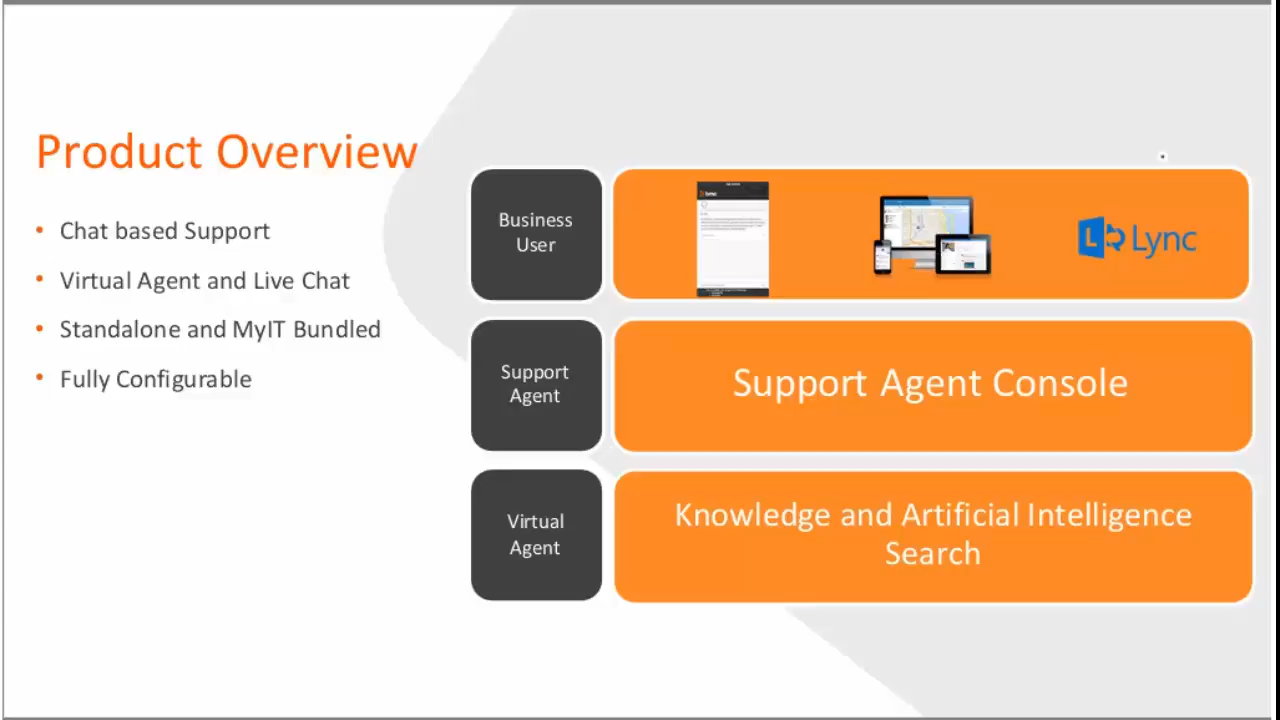 Product Overview
• Chat based Support
• Virtual Agent and Live Chat
• Standalone and MyIT Bundled
• Fully Configurable
Business
User
Lync
Support
Agent
Support Agent Console
Virtual
Agent
Knowledge and Artificial Intelligence
Search